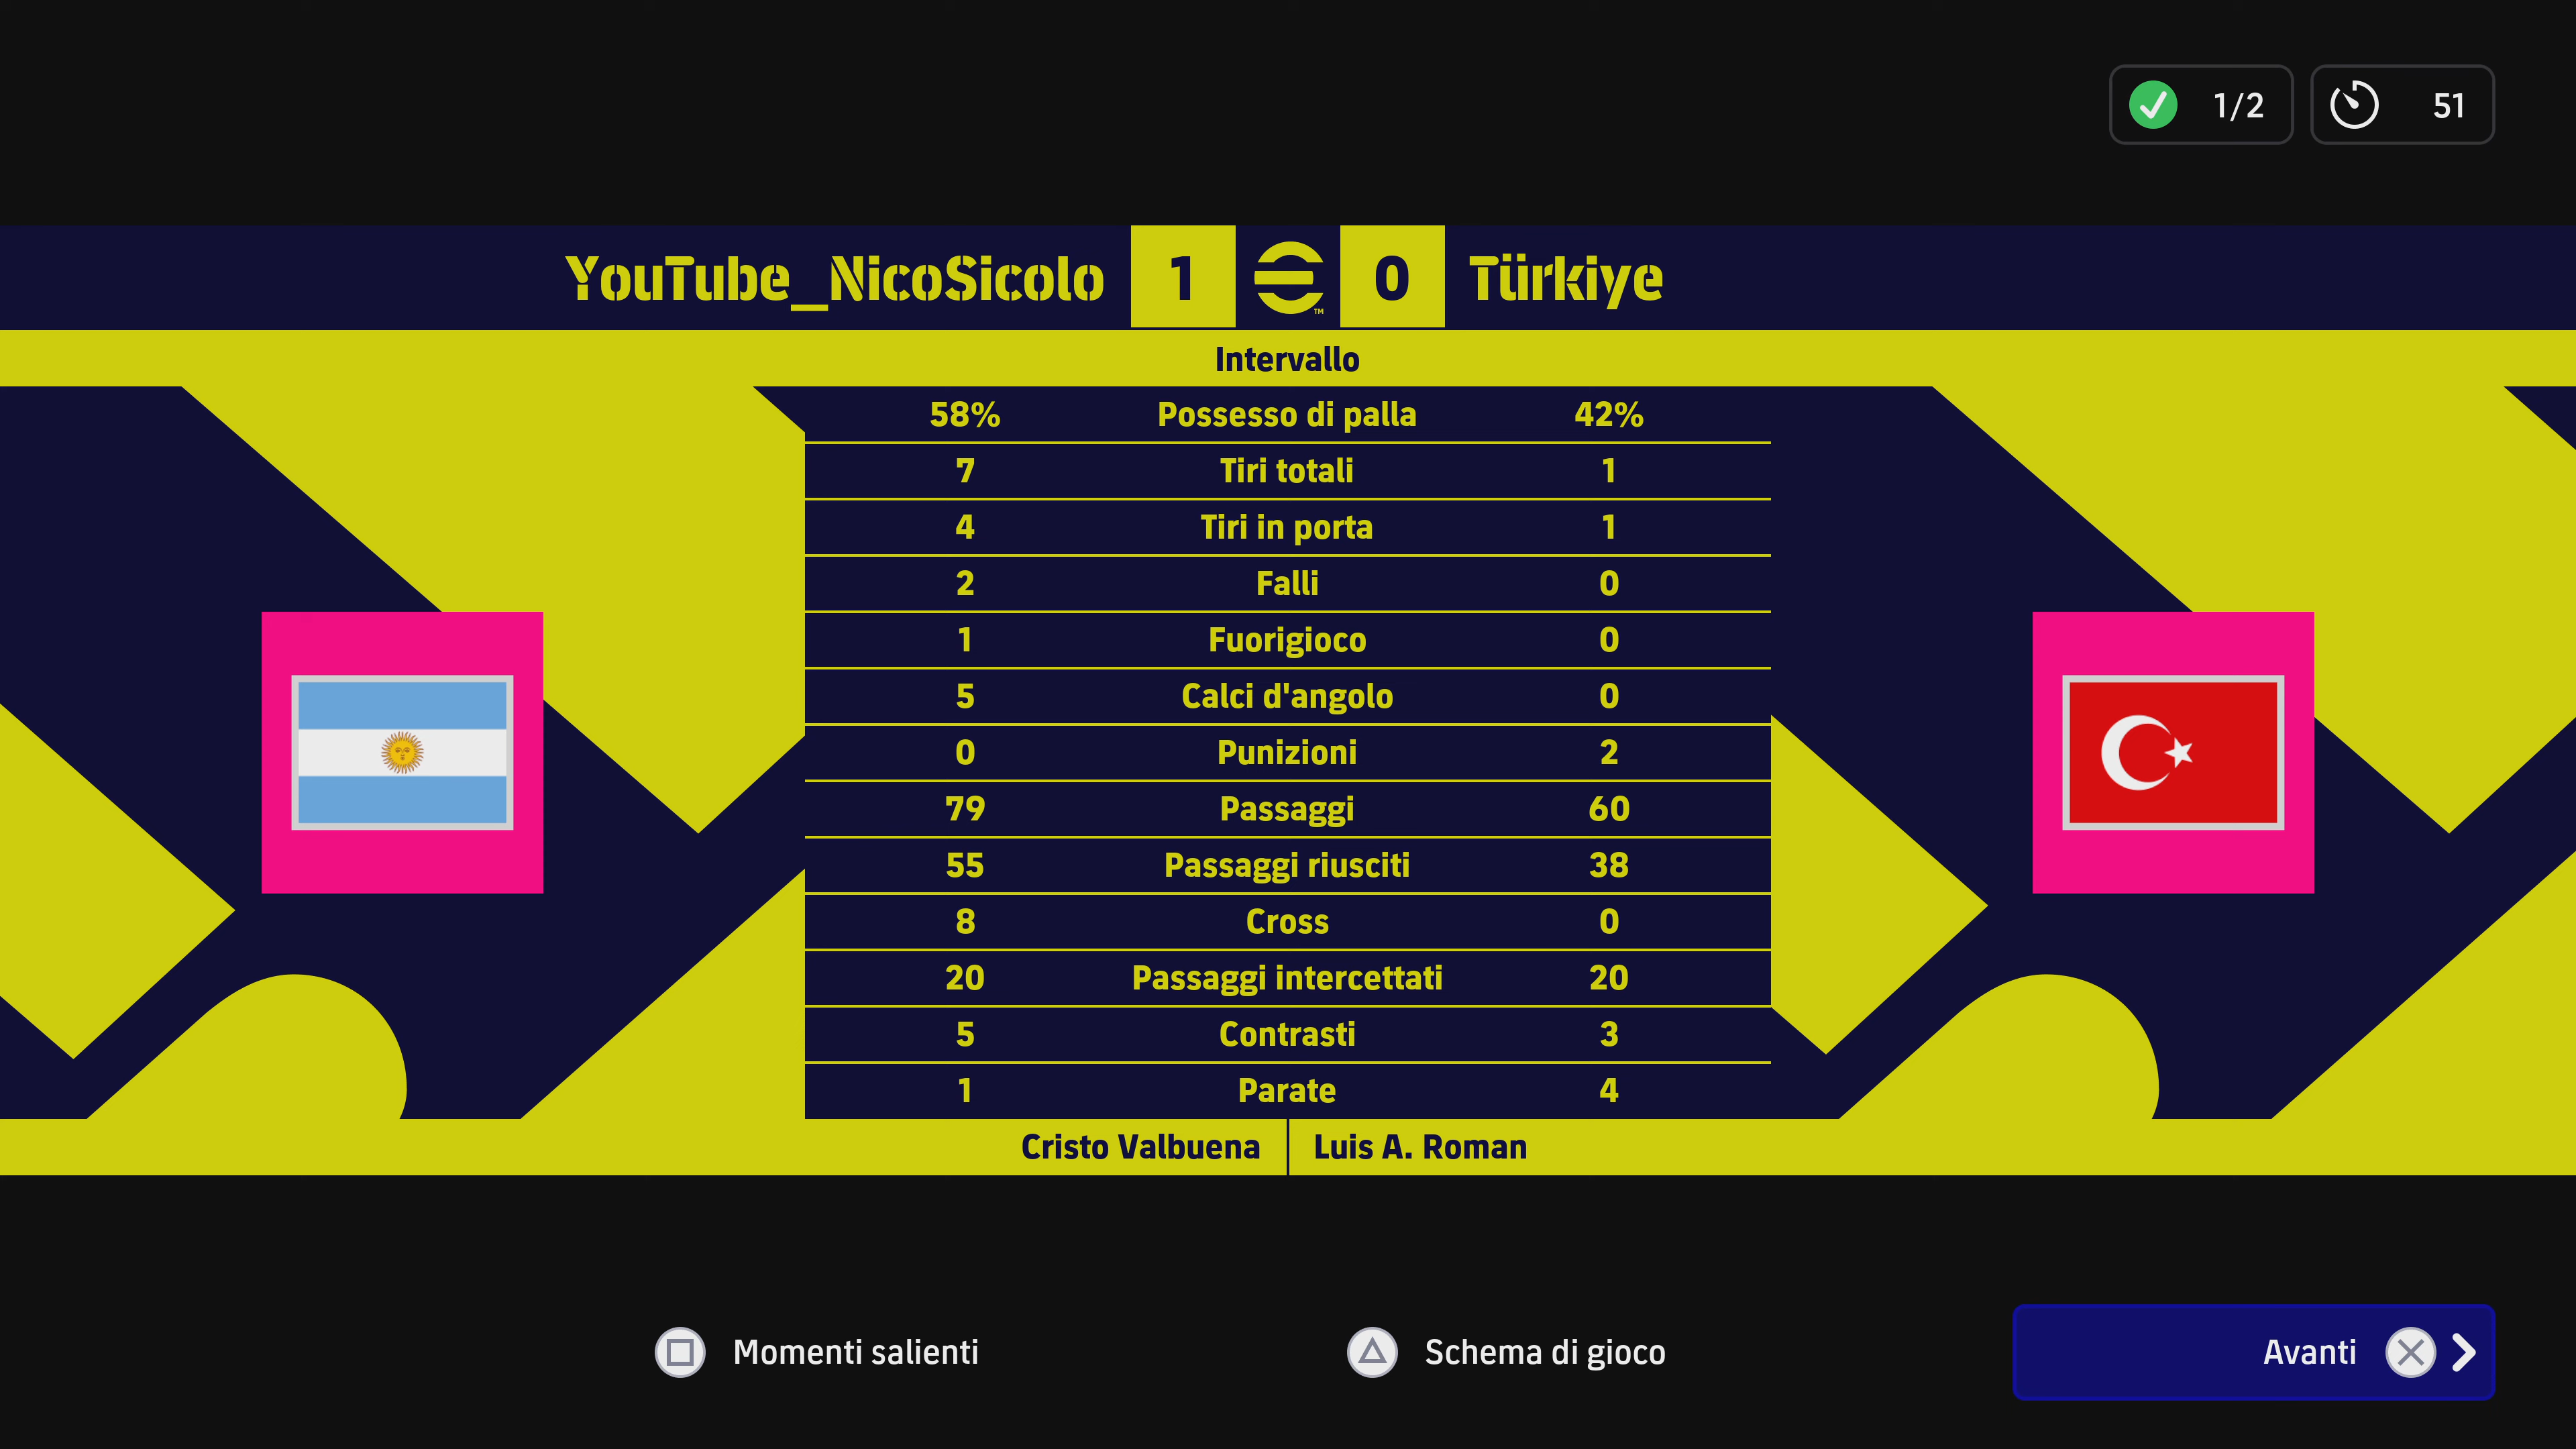 1/2 51
YouTube_NicoSicolo 1 0 Türkiye
TM
Intervallo
58% Possesso di palla 42%
7 Tiri totali 1
4 Tiri in porta 1
2 Falli 0
1 Fuorigioco 0
5 Calci d'angolo 0
0 Punizioni 2
79 Passaggi 60
55 Passaggi riusciti 38
8 Cross 0
20 Passaggi intercettati 20
5 Contrasti 3
1 Parate 4
Cristo Valbuena Luis A. Roman
Momenti salienti Schema di gioco Avanti